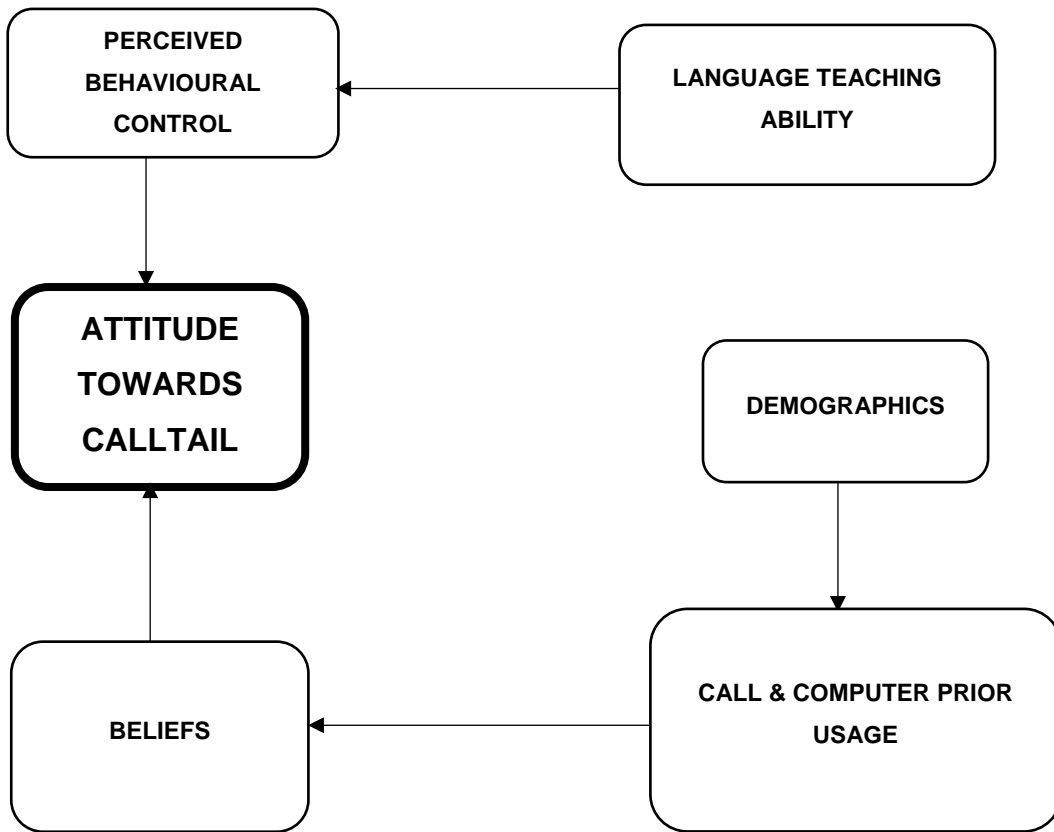 PERCEIVED
BEHAVIOURAL
CONTROL
LANGUAGE TEACHING
ABILITY
ATTITUDE
TOWARDS
CALLTAIL
DEMOGRAPHICS
BELIEFS
CALL & COMPUTER PRIOR
USAGE